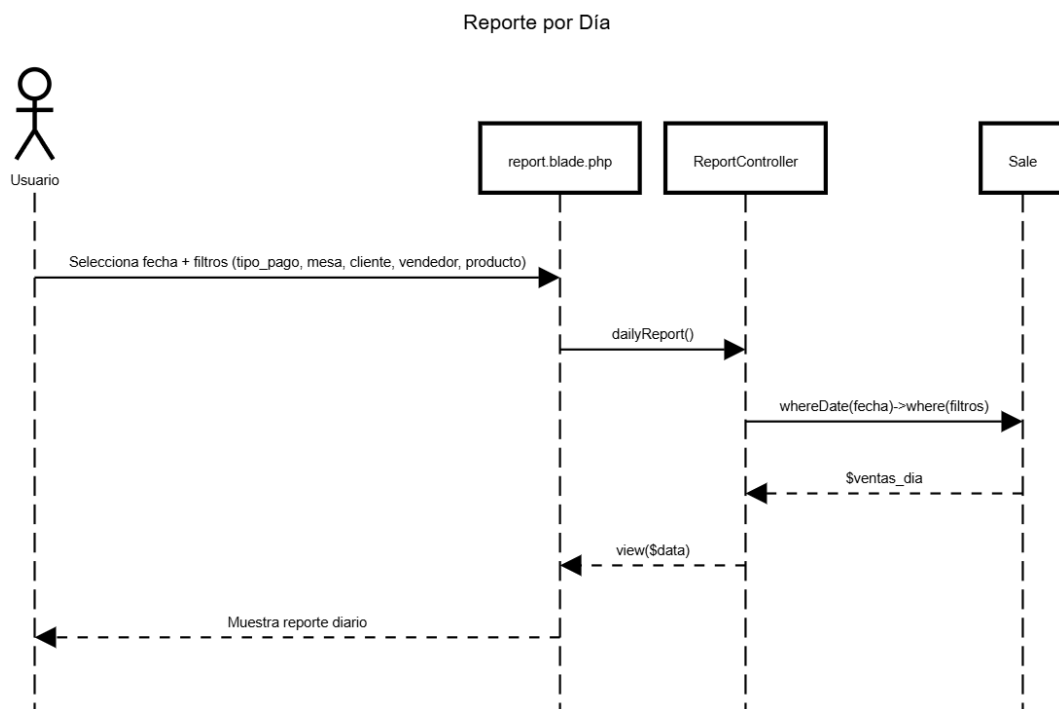 Reporte por Día
Usuario
report.blade.php
ReportController
Sale
Selecciona fecha + filtros (tipo_pago, mesa, cliente, vendedor, producto)
dailyReport()
whereDate(fecha)->where(filtros)
$ventas_dia
view($data)
Muestra reporte diario